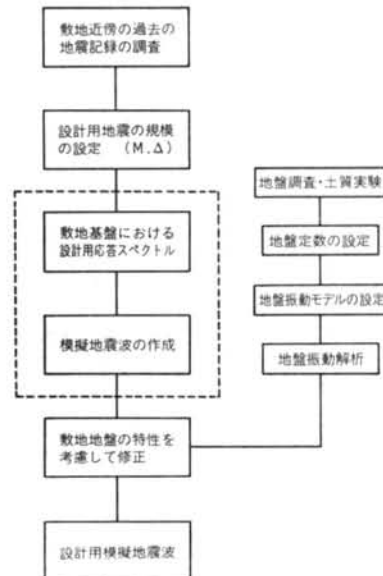 敷地近傍の過去の
地震記録の調査
設計用地震の規模
の設定 (M.Δ)
敷地基盤における
設計用応答スペクトル
模擬地震波の作成
地盤調査・土質実験
地盤定数の設定
地盤振動モデルの設定
地盤振動解析
敷地地盤の特性を
考慮して修正
設計用模擬地震波